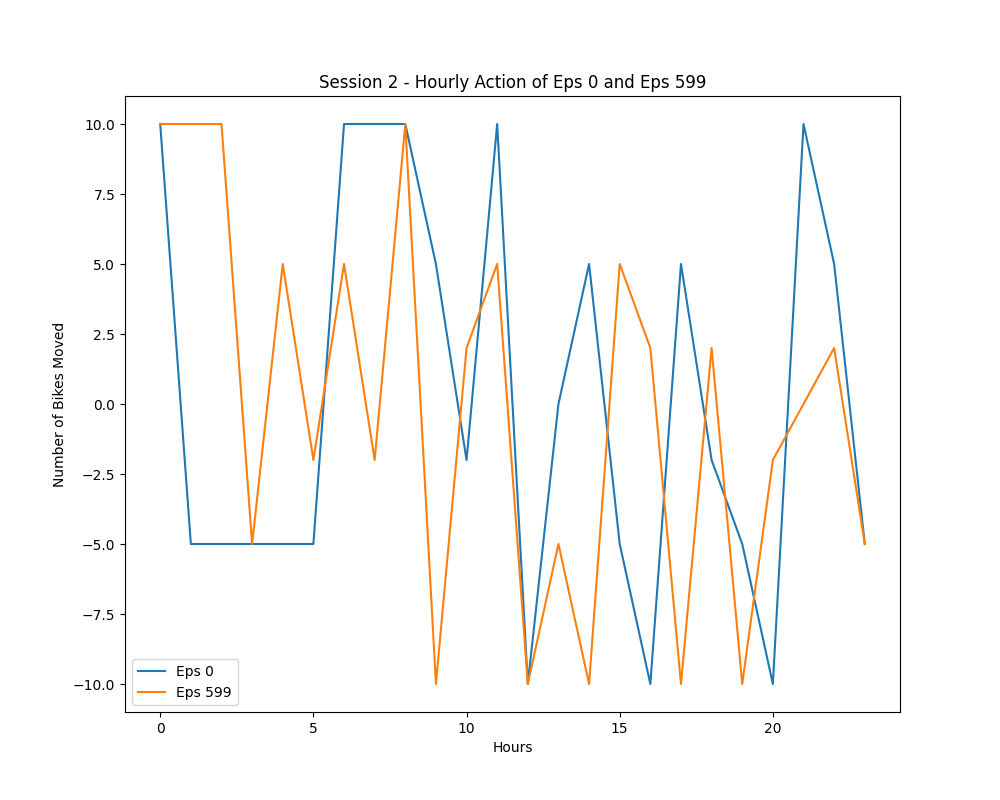 Session 2 - Hourly Action of Eps 0 and Eps 599
Number of Bikes Moved
10.0
7.5
5.0
2.5
0.0
−2.5
−5.0
−7.5
−10.0
Eps 0
Eps 599
0
5
10
15
20
Hours